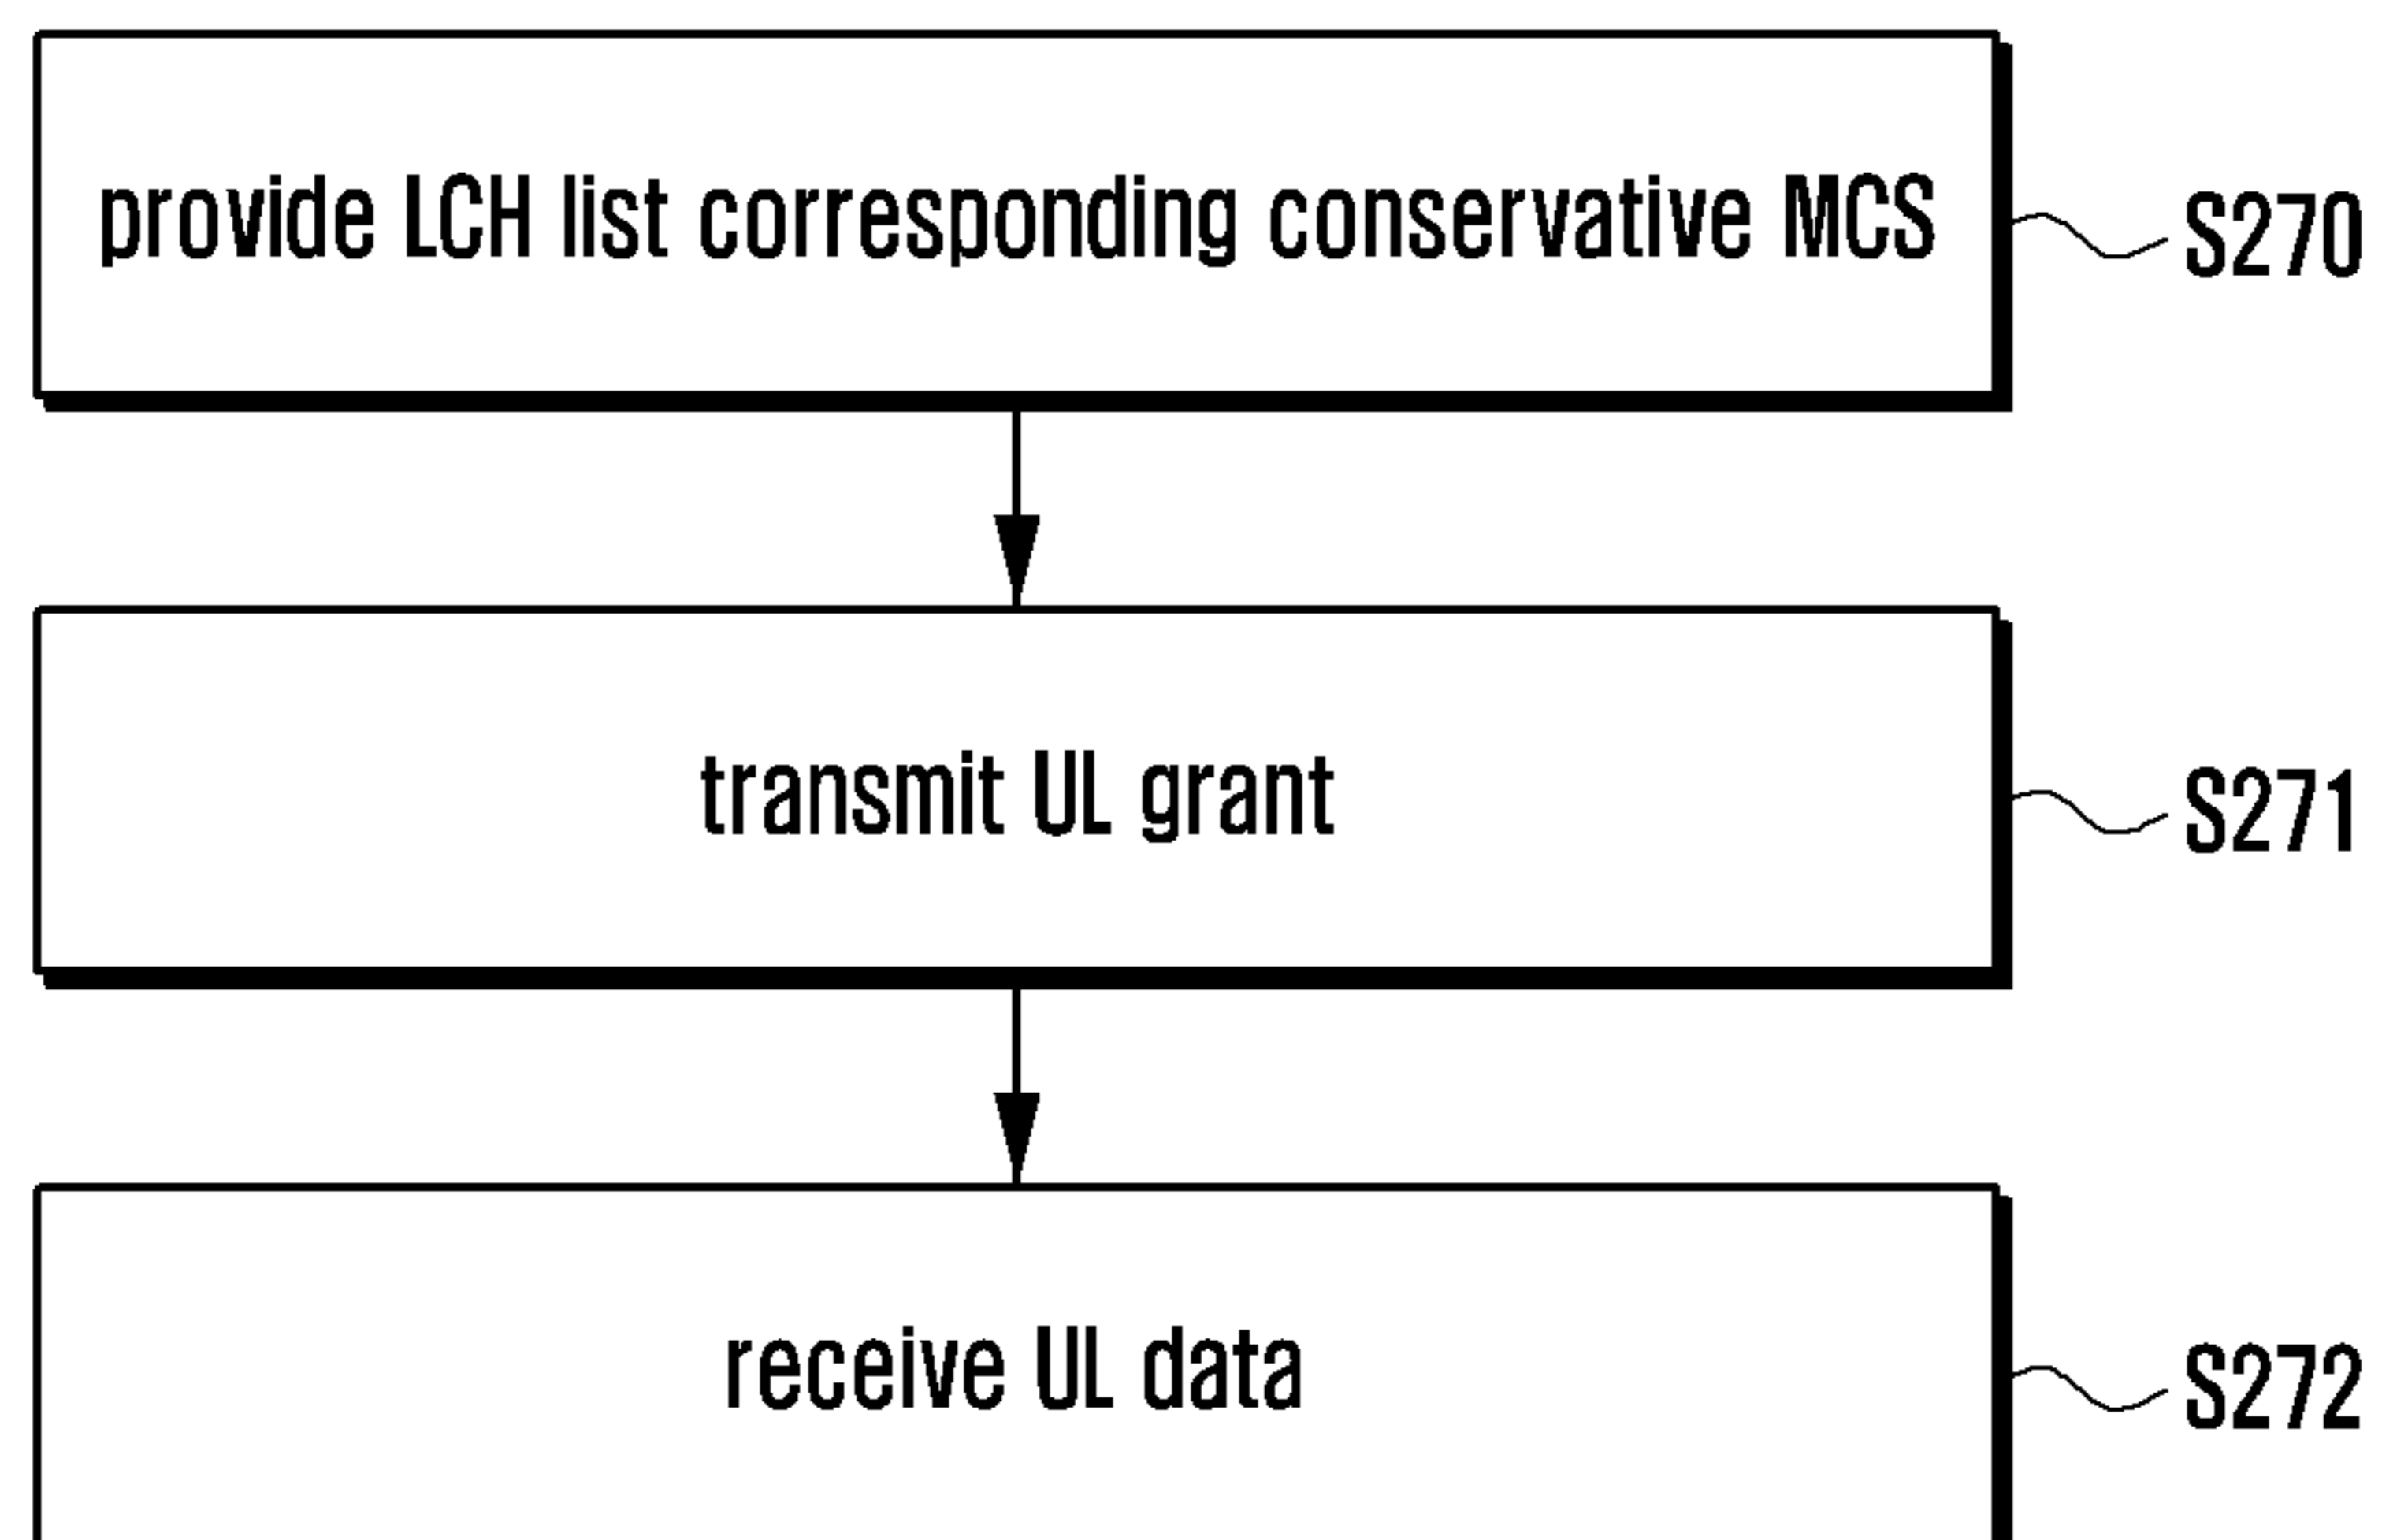 provide LCH list corresponding conservative MCS
S270
transmit UL grant
S271
receive UL data
S272